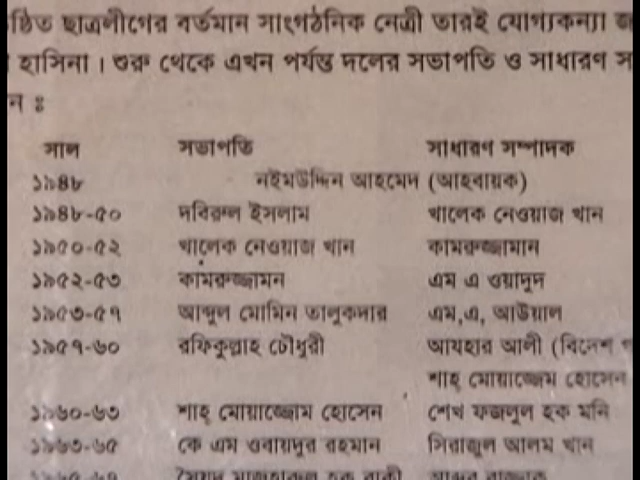 ষ্ঠিত ছাত্রলীগের বর্তমান সাংগঠনিক নেত্রী তারই যোগ্যকন্যা
হাসিনা । শুরু থেকে এখন পর্যন্ত দলের সভাপতি ও সাধারণ স
ন ঃ
সাল সভাপতি সাধারণ সম্পাদক
১৯৪৮ নইমউদ্দিন আহমেদ (আহবায়ক)
১৯৪৮-৫০ দবিরুল ইসলাম খালেক নেওয়াজ খান
১৯৫০-৫২ খালেক নেওয়াজ খান কামরুজ্জামান
১৯৫২-৫৩ কামরুজ্জামন এম এ ওয়াদুদ
১৯৫৩-৫৭ আব্দুল মোমিন তালুকদার এম,এ, আউয়াল
১৯৫৭-৬০ রফিকুল্লাহ চৌধুরী আযহার আলী (বিদেশ
শাহ মোয়াজ্জেম হোসেন
১৯৬০-৬৩ শাহ্ মোয়াজ্জেম হোসেন শেখ ফজলুল হক মনি
১৯৬৩-৬৫ কে এম ওবায়দুর রহমান সিরাজুল আলম খান